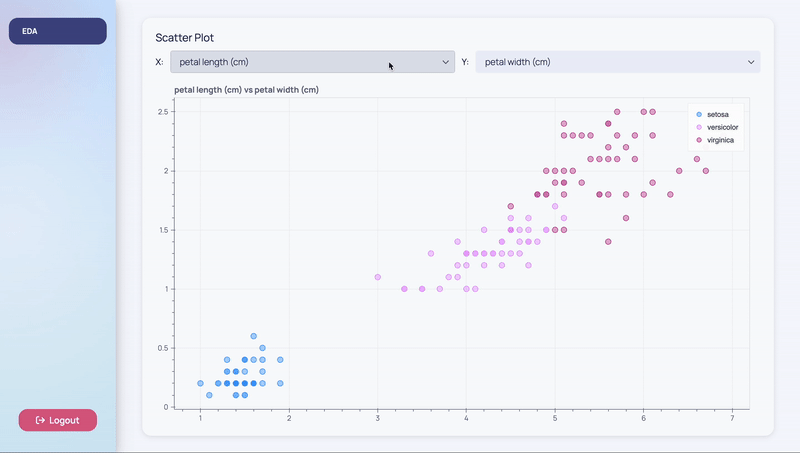 EDA
Scatter Plot
X: petal length (cm) Y: petal width (cm)
petal length (cm) vs petal width (cm)
2.5
2
1.5
1
0.5
0
setosa
versicolor
virginica
1 2 3 4 5 6 7
Logout